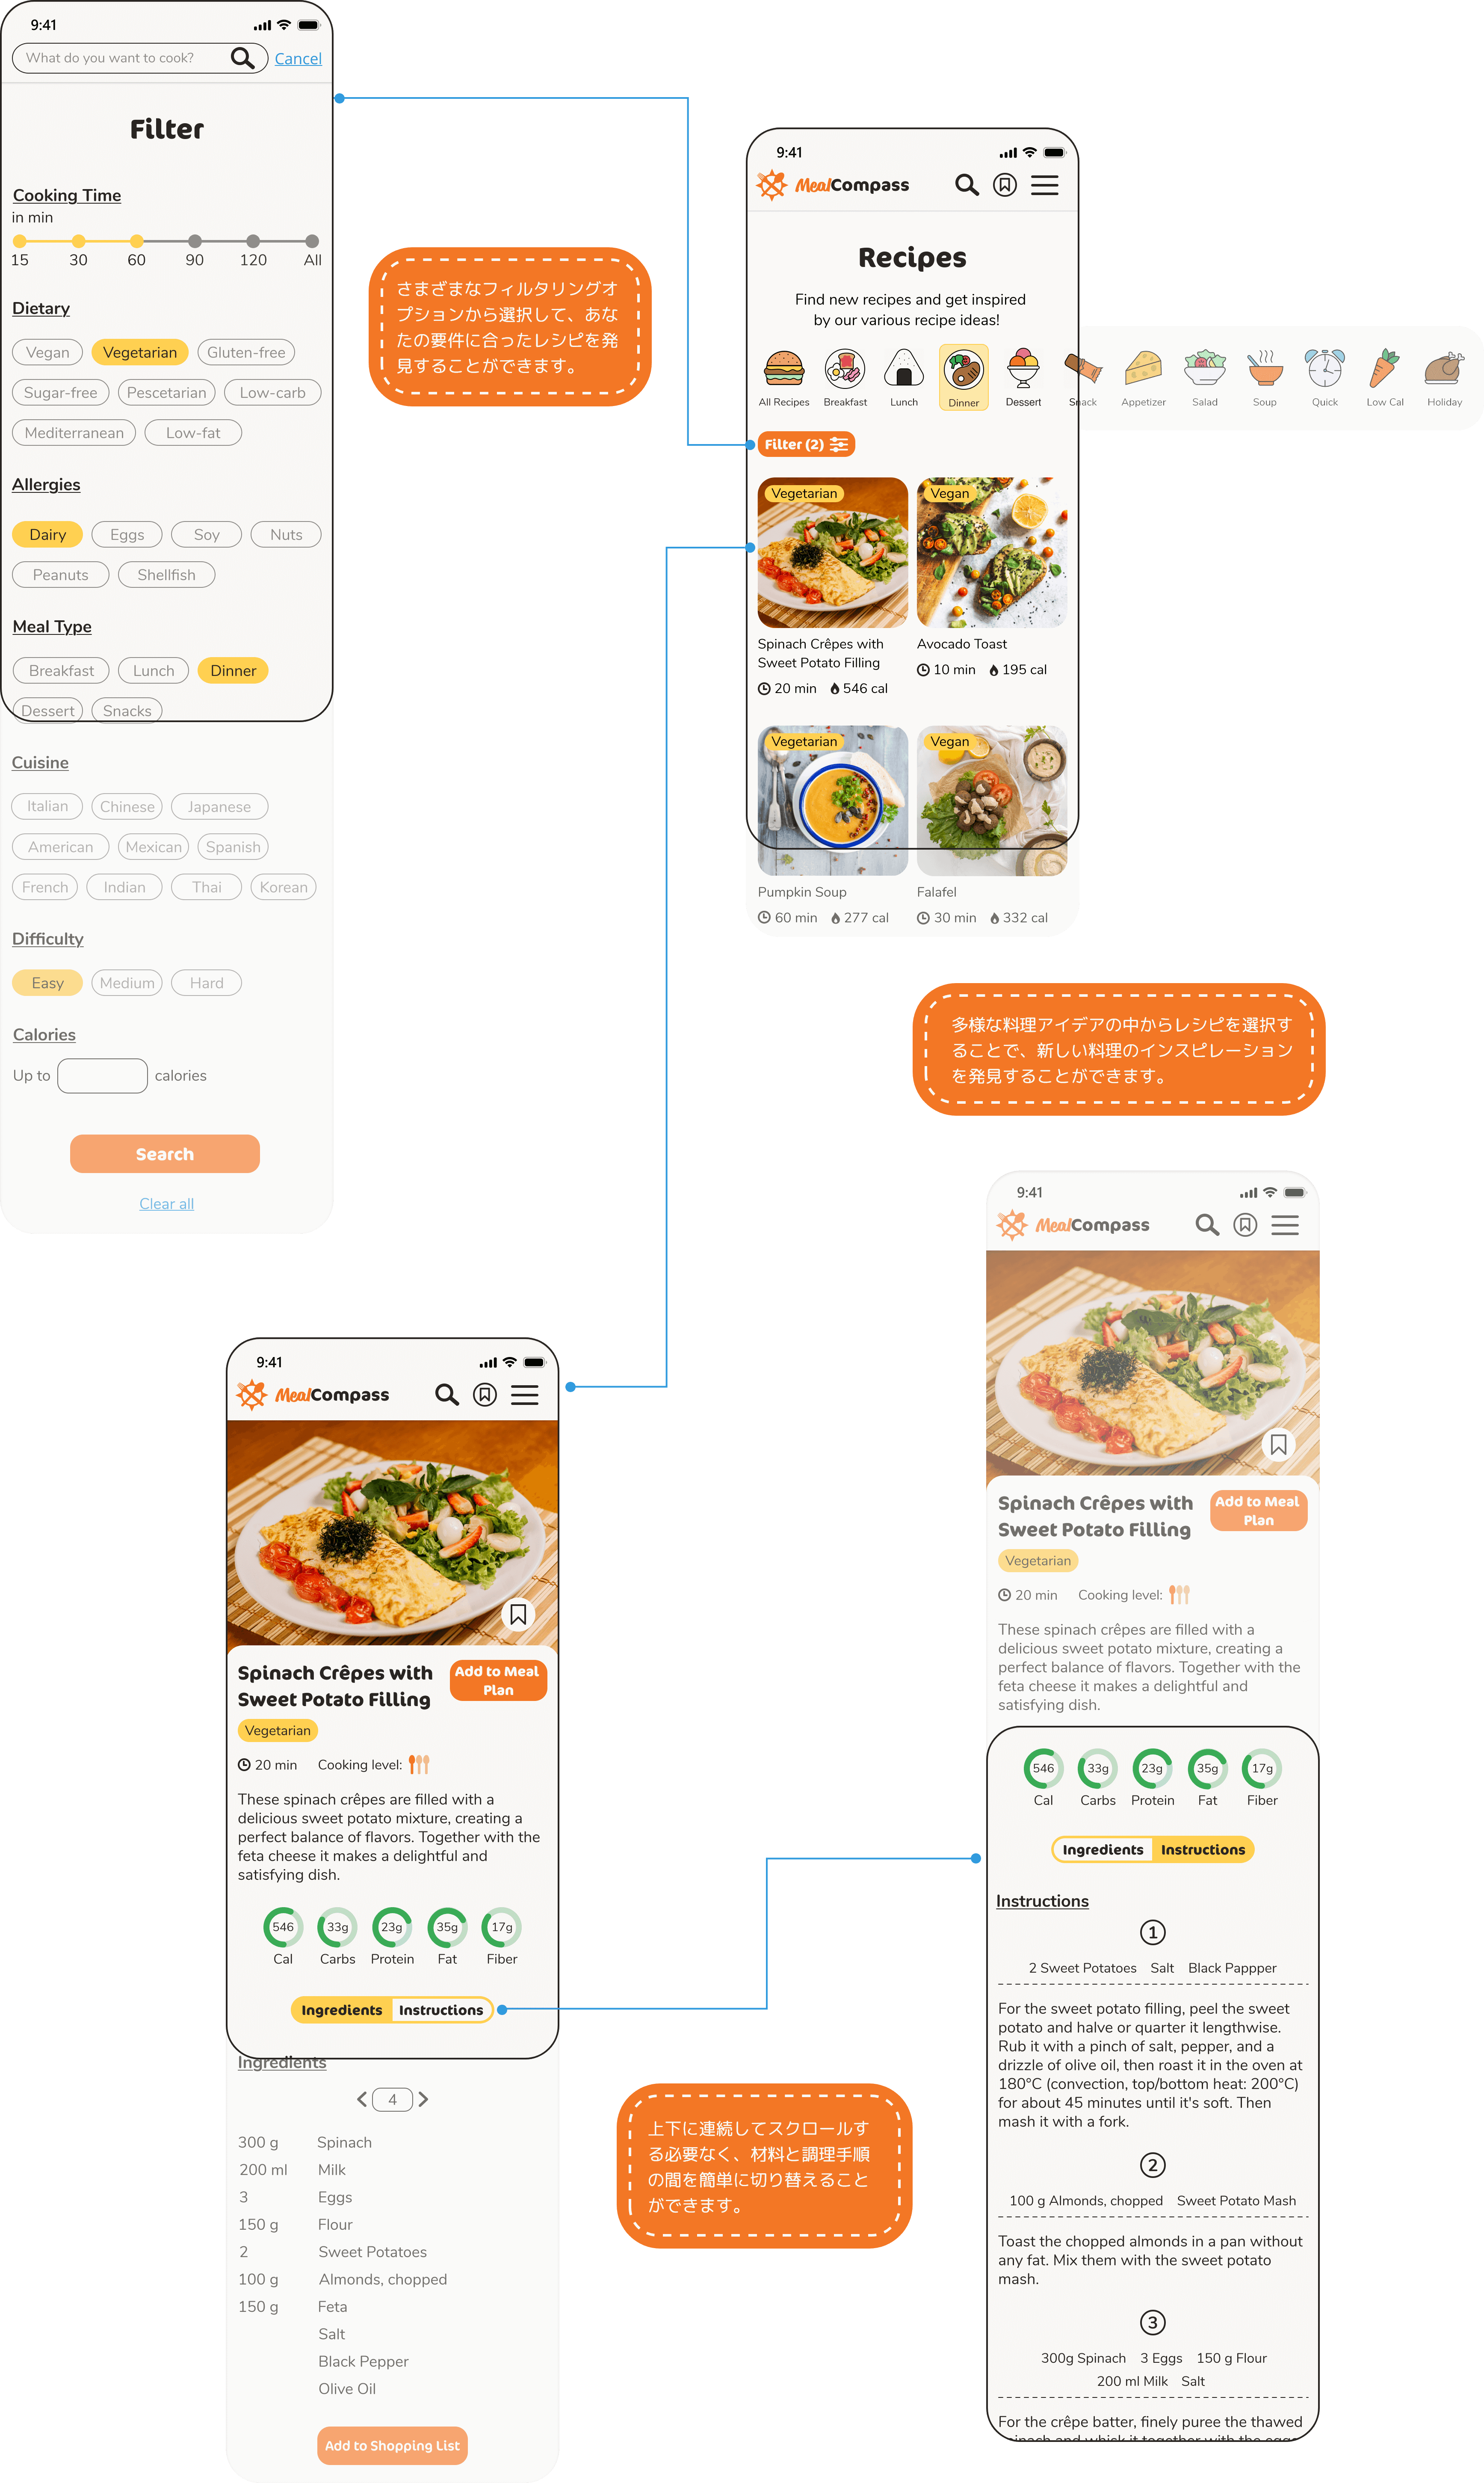 9:41
What do you want to cook?
Cancel
Filter
Cooking Time
in min
15 30 60 90 120 All
Dietary
Vegan Vegetarian Gluten-free
Sugar-free Pescetarian Low-carb
Mediterranean Low-fat
Allergies
Dairy Eggs Soy Nuts
Peanuts Shellfish
Meal Type
Breakfast Lunch Dinner
Dessert Snacks
Cuisine
Italian Chinese Japanese
American Mexican Spanish
French Indian Thai Korean
Difficulty
Easy Medium Hard
Calories
Up to calories
Search
Clear all
さまざまなフィルタリングオ
プションから選択して、あな
たの要件に合ったレシピを発
見することができます。
9:41
MealCompass
Recipes
Find new recipes and get inspired
by our various recipe ideas!
All Recipes Breakfast Lunch Dinner Dessert Snack Appetizer Salad Soup Quick Low Cal Holiday
Filter (2)
Vegetarian Vegan
Spinach Crêpes with
Sweet Potato Filling
20 min 546 cal
Avocado Toast
10 min 195 cal
Vegetarian Vegan
Pumpkin Soup
60 min 277 cal
Falafel
30 min 332 cal
多様な料理アイデアの中からレシピを選択す
ることで、新しい料理のインスピレーション
を発見することができます。
9:41
MealCompass
Spinach Crêpes with
Sweet Potato Filling
Add to Meal
Plan
Vegetarian
20 min Cooking level:
These spinach crêpes are filled with a
delicious sweet potato mixture, creating a
perfect balance of flavors. Together with the
feta cheese it makes a delightful and
satisfying dish.
546 33g 23g 35g 17g
Cal Carbs Protein Fat Fiber
Ingredients Instructions
Ingredients
4
300 g Spinach
200 ml Milk
3 Eggs
150 g Flour
2 Sweet Potatoes
100 g Almonds, chopped
150 g Feta
Salt
Black Pepper
Olive Oil
Add to Shopping List
上下に連続してスクロールす
る必要なく、材料と調理手順
の間を簡単に切り替えること
ができます。
9:41
MealCompass
Spinach Crêpes with
Sweet Potato Filling
Add to Meal
Plan
Vegetarian
20 min Cooking level:
These spinach crêpes are filled with a
delicious sweet potato mixture, creating a
perfect balance of flavors. Together with the
feta cheese it makes a delightful and
satisfying dish.
546 33g 23g 35g 17g
Cal Carbs Protein Fat Fiber
Ingredients Instructions
Instructions
1
2 Sweet Potatoes Salt Black Pappper
For the sweet potato filling, peel the sweet
potato and halve or quarter it lengthwise.
Rub it with a pinch of salt, pepper, and a
drizzle of olive oil, then roast it in the oven at
180°C (convection, top/bottom heat: 200°C)
for about 45 minutes until it's soft. Then
mash it with a fork.
2
100 g Almonds, chopped Sweet Potato Mash
Toast the chopped almonds in a pan without
any fat. Mix them with the sweet potato
mash.
3
300g Spinach 3 Eggs 150 g Flour
200 ml Milk Salt
For the crêpe batter, finely puree the thawed
spinach and whisk it together with the eggs